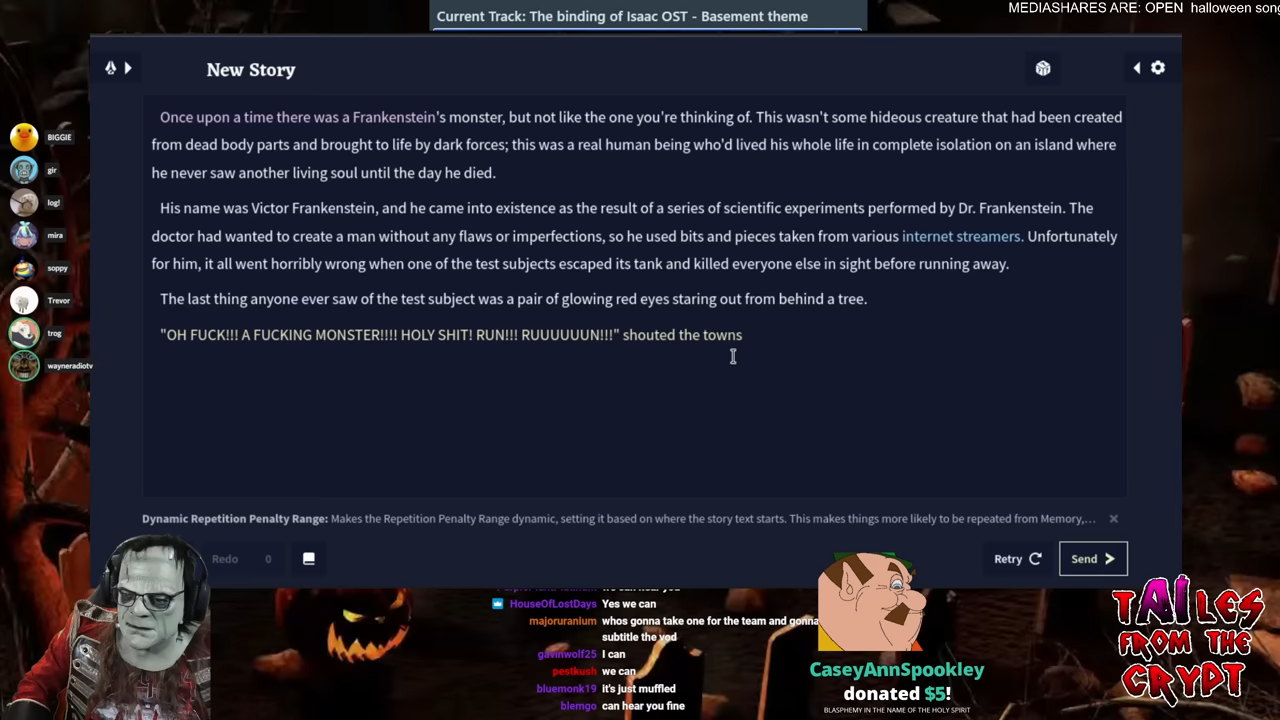 Current Track: The binding of Isaac OST - Basement theme
MEDIASHARES ARE: OPEN halloween song
New Story
Once upon a time there was a Frankenstein's monster, but not like the one you're thinking of. This wasn't some hideous creature that had been created
from dead body parts and brought to life by dark forces; this was a real human being who'd lived his whole life in complete isolation on an island where
he never saw another living soul until the day he died.
His name was Victor Frankenstein, and he came into existence as the result of a series of scientific experiments performed by Dr. Frankenstein. The
doctor had wanted to create a man without any flaws or imperfections, so he used bits and pieces taken from various internet streamers. Unfortunately
for him, it all went horribly wrong when one of the test subjects escaped its tank and killed everyone else in sight before running away.
The last thing anyone ever saw of the test subject was a pair of glowing red eyes staring out from behind a tree.
"OH FUCK!!! A FUCKING MONSTER!!!! HOLY SHIT! RUN!!! RUUUUUUN!!!" shouted the towns
BIGGIE
gir
log!
mira
soppy
Trevor
trog
wayneradiotv
Dynamic Repetition Penalty Range: Makes the Repetition Penalty Range dynamic, setting it based on where the story text starts. This makes things more likely to be repeated from Memory,...
Redo 0
Retry
Send
HouseOfLostDays Yes we can
majoruranium whos gonna take one for the team and gonna
subtitle the vod
gavinwolf25 I can
pestkush we can
bluemonk19 it's just muffled
blemgo can hear you fine
CaseyAnnSpookley
donated $5!
BLASPHEMY IN THE NAME OF THE HOLY SPIRIT
TAILES
FROM THE
CRYPT